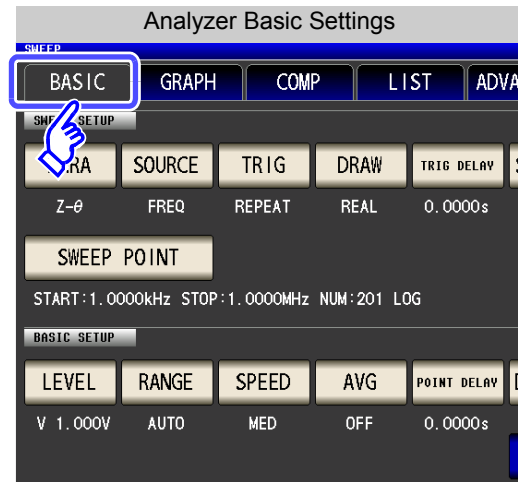 Analyzer Basic Settings
SWEEP
BASIC GRAPH COMP LIST ADVA
SETUP
RA SOURCE TRIG DRAW TRIG DELAY
Z-θ FREQ REPEAT REAL 0.0000s
SWEEP POINT
START:1.0000kHz STOP:1.0000MHz NUM:201 LOG
BASIC SETUP
LEVEL RANGE SPEED AVG POINT DELAY
V 1.000V AUTO MED OFF 0.0000s